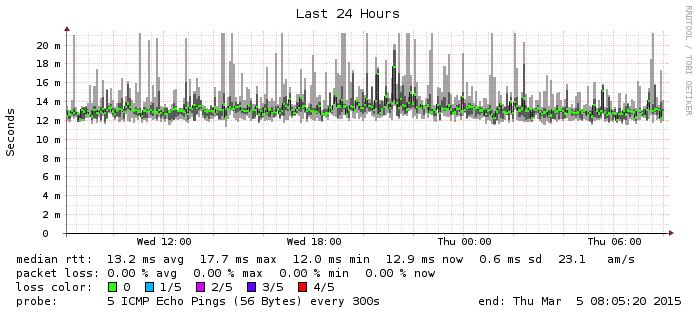 Last 24 Hours
RRDTOOL / TOBI OETIKER
Seconds
20 m
18 m
16 m
14 m
12 m
10 m
8 m
6 m
4 m
2 m
0
Wed 12:00 Wed 18:00 Thu 00:00 Thu 06:00
median rtt: 13.2 ms avg 17.7 ms max 12.0 ms min 12.9 ms now 0.6 ms sd 23.1 am/s
packet loss: 0.00 % avg 0.00 % max 0.00 % min 0.00 % now
loss color: 0 1/5 2/5 3/5 4/5
probe: 5 ICMP Echo Pings (56 Bytes) every 300s end: Thu Mar 5 08:05:20 2015